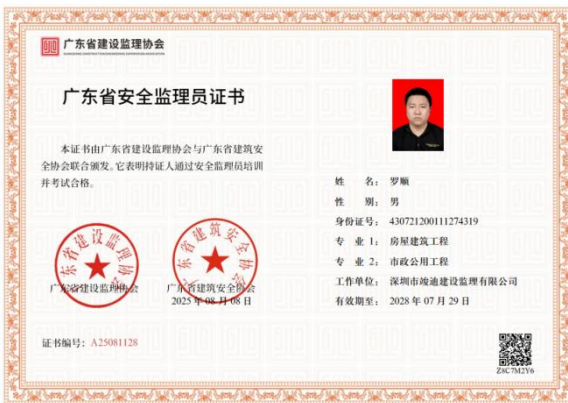 广东省建设监理协会
广东省安全监理员证书
本证书由广东省建设监理协会与广东省建筑安
全协会联合颁发。它表明持证人通过安全监理员培训
并考试合格。
广东省建设监理协会
广东省建筑安全协会
2025 年 08 月 08 日
证书编号：A25081128
姓 名：罗顺
性 别：男
身份证号：430721200111274319
专 业 1：房屋建筑工程
专 业 2：市政公用工程
工作单位：深圳市竣迪建设监理有限公司
有效期至：2028 年 07 月 29 日
Z8C7M2Y6